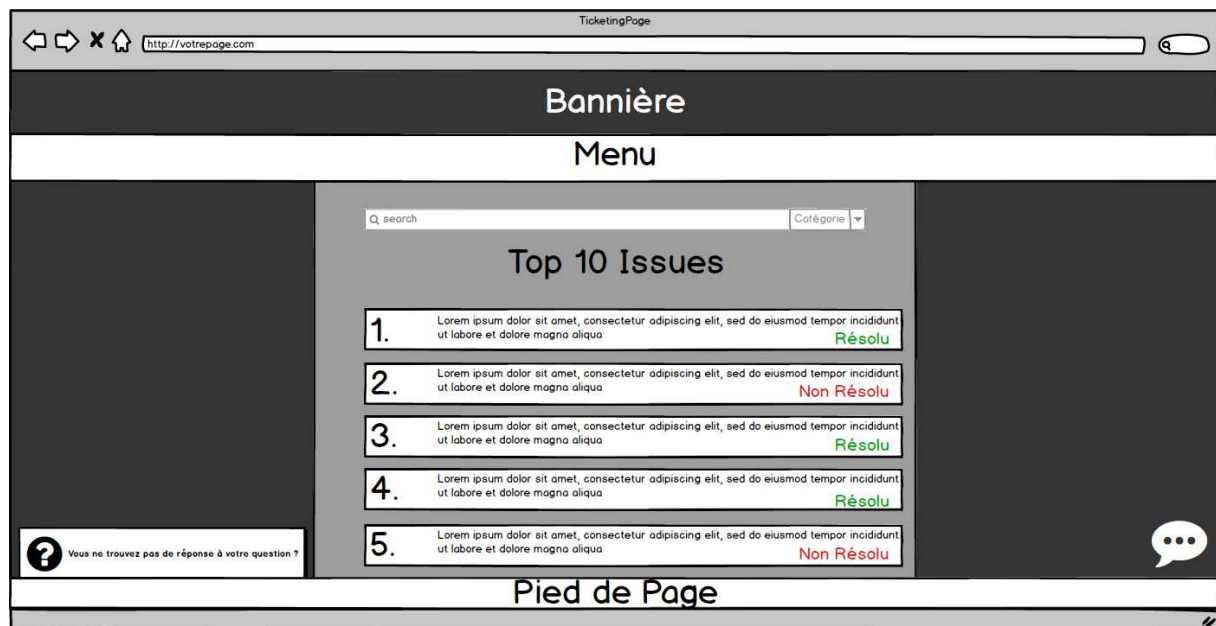 TicketingPage
http://votrepage.com
Bannière
Menu
search
Catégorie
Top 10 Issues
1.
Lorem ipsum dolor sit amet, consectetur adipiscing elit, sed do eiusmod tempor incididunt
ut labore et dolore magna aliqua
Résolu
2.
Lorem ipsum dolor sit amet, consectetur adipiscing elit, sed do eiusmod tempor incididunt
ut labore et dolore magna aliqua
Non Résolu
3.
Lorem ipsum dolor sit amet, consectetur adipiscing elit, sed do eiusmod tempor incididunt
ut labore et dolore magna aliqua
Résolu
4.
Lorem ipsum dolor sit amet, consectetur adipiscing elit, sed do eiusmod tempor incididunt
ut labore et dolore magna aliqua
Résolu
5.
Lorem ipsum dolor sit amet, consectetur adipiscing elit, sed do eiusmod tempor incididunt
ut labore et dolore magna aliqua
Non Résolu
? Vous ne trouvez pas de réponse à votre question ?
Pied de Page